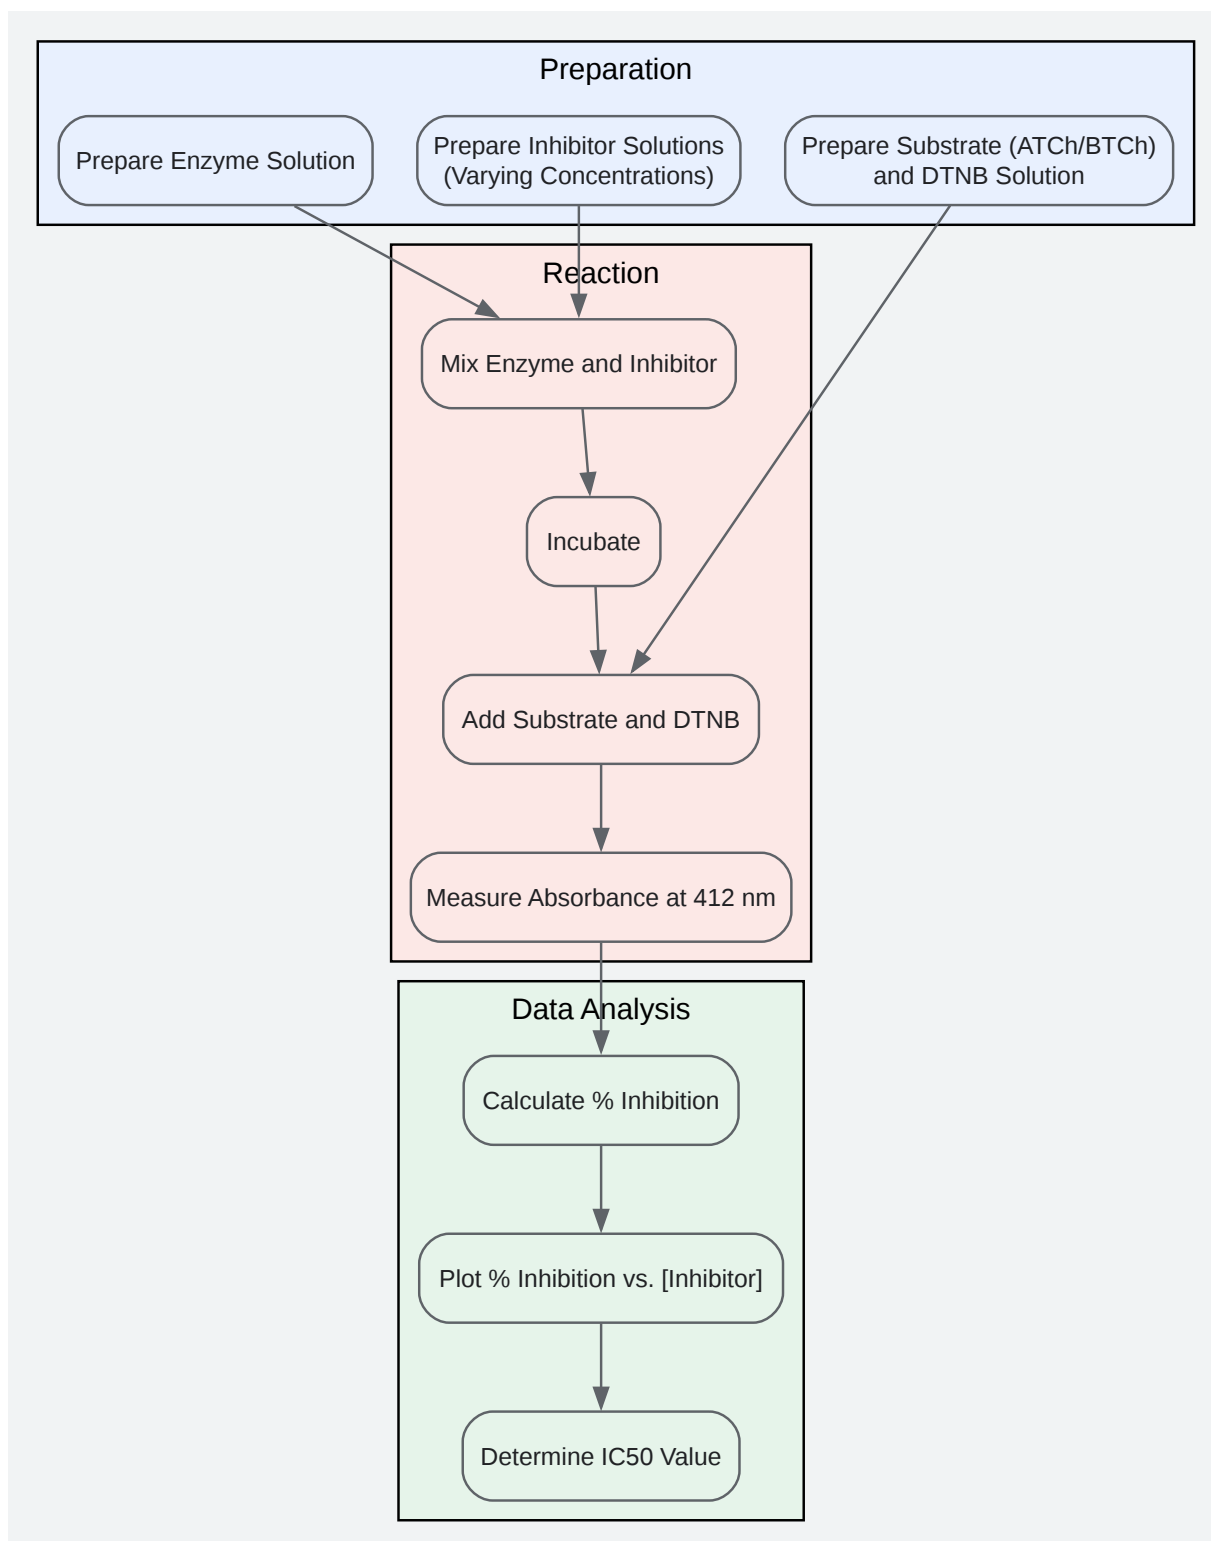 Preparation
Prepare Enzyme Solution
Prepare Inhibitor Solutions
(Varying Concentrations)
Prepare Substrate (ATCh/BTCh)
and DTNB Solution
Reaction
Mix Enzyme and Inhibitor
Incubate
Add Substrate and DTNB
Measure Absorbance at 412 nm
Data Analysis
Calculate % Inhibition
Plot % Inhibition vs. [Inhibitor]
Determine IC50 Value